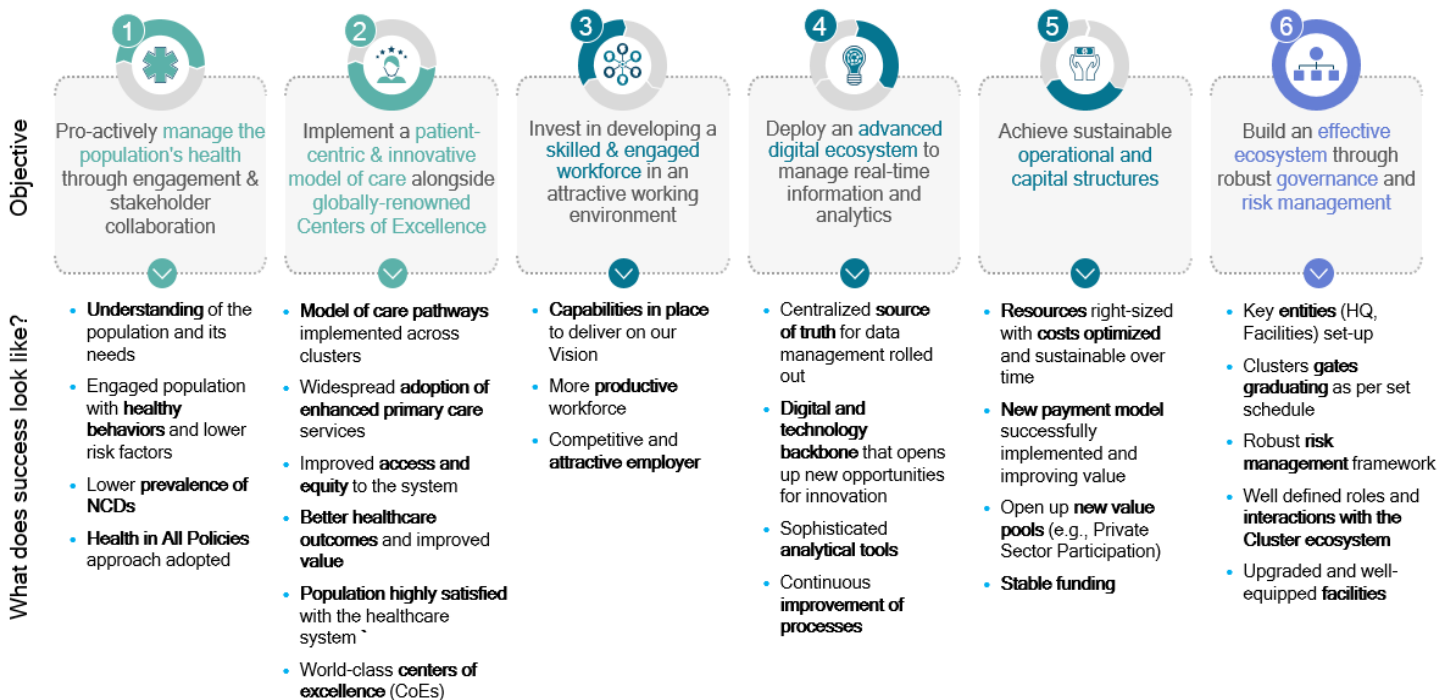 1
2
3
4
5
6
Objective
Pro-actively manage the
population's health
through engagement &
stakeholder
collaboration
Implement a patient-
centric & innovative
model of care alongside
globally-renowned
Centers of Excellence
Invest in developing a
skilled & engaged
workforce in an
attractive working
environment
Deploy an advanced
digital ecosystem to
manage real-time
information and
analytics
Achieve sustainable
operational and
capital structures
Build an effective
ecosystem through
robust governance and
risk management
What does success look like?
• Understanding of the
population and its
needs
• Engaged population
with healthy
behaviors and lower
risk factors
• Lower prevalence of
NCDs
• Health in All Policies
approach adopted
• Model of care pathways
implemented across
clusters
• Widespread adoption of
enhanced primary care
services
• Improved access and
equity to the system
• Better healthcare
outcomes and improved
value
• Population highly satisfied
with the healthcare
system `
• World-class centers of
excellence (CoEs)
• Capabilities in place
to deliver on our
Vision
• More productive
workforce
• Competitive and
attractive employer
• Centralized source
of truth for data
management rolled
out
• Digital and
technology
backbone that opens
up new opportunities
for innovation
• Sophisticated
analytical tools
• Continuous
improvement of
processes
• Resources right-sized
with costs optimized
and sustainable over
time
• New payment model
successfully
implemented and
improving value
• Open up new value
pools (e.g., Private
Sector Participation)
• Stable funding
• Key entities (HQ,
Facilities) set-up
• Clusters gates
graduating as per set
schedule
• Robust risk
management framework
• Well defined roles and
interactions with the
Cluster ecosystem
• Upgraded and well-
equipped facilities